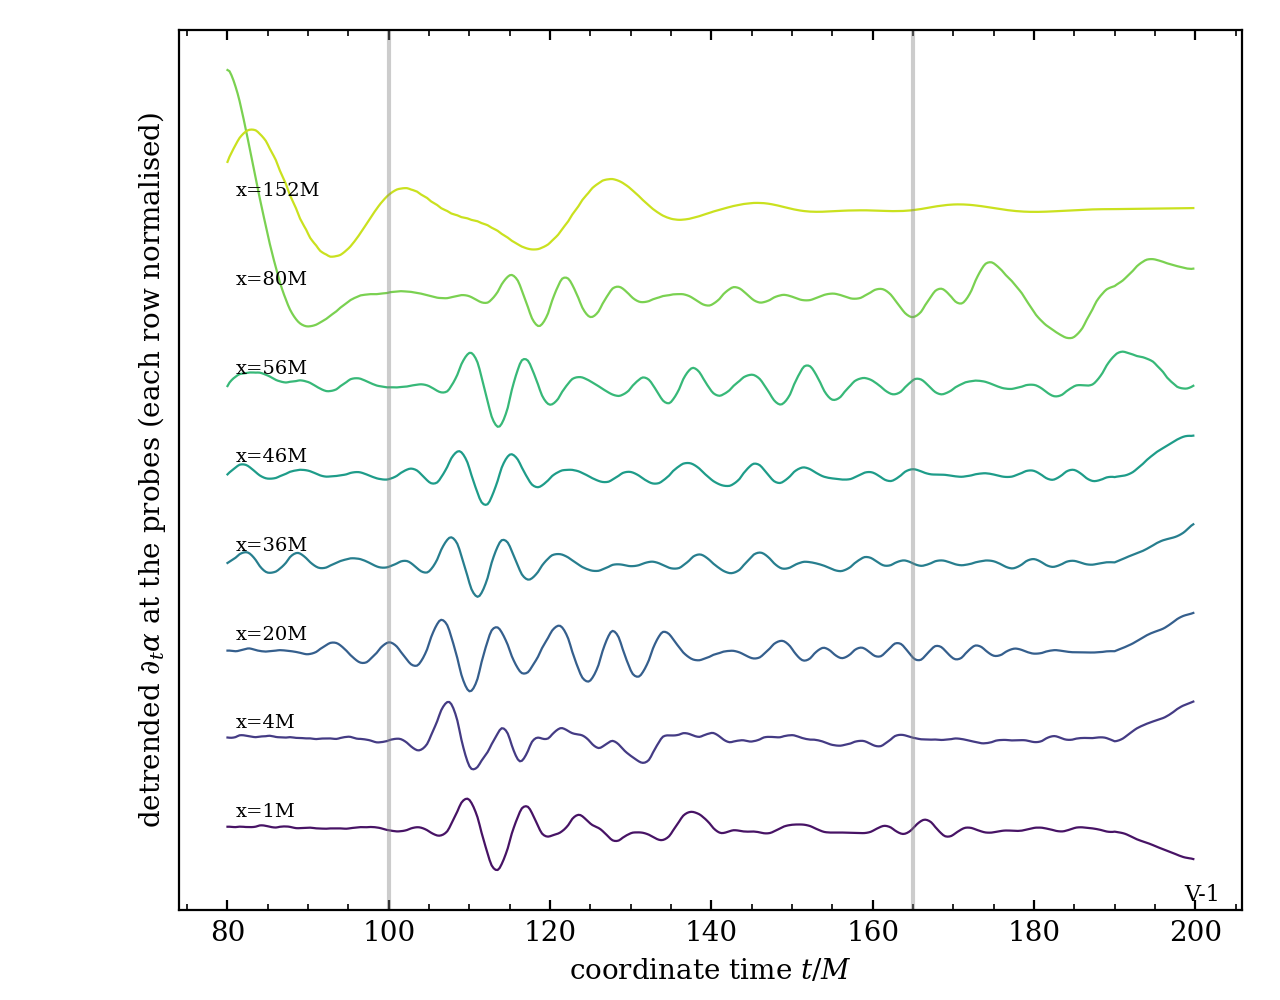 x=152M
x=80M
x=56M
x=46M
x=36M
x=20M
x=4M
x=1M
V-1
80 100 120 140 160 180 200
coordinate time t/M
detrended ∂ₜα at the probes (each row normalised)